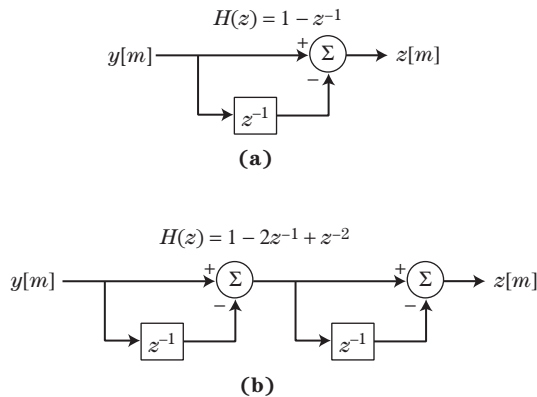 H(z) = 1 − z⁻¹
y[m]
+
Σ
z[m]
−
z⁻¹
(a)
H(z) = 1 − 2z⁻¹ + z⁻²
y[m]
+
Σ
+
Σ
z[m]
−
−
z⁻¹
z⁻¹
(b)